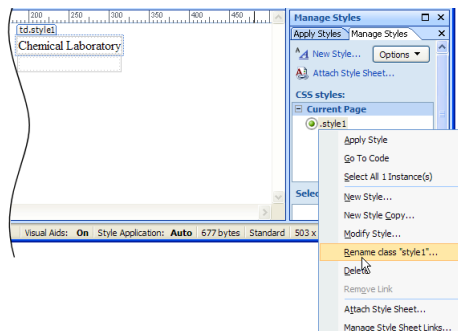 200 250 300 350 400 450
Manage Styles
td.style1
Apply Styles Manage Styles
Chemical Laboratory
New Style... Options
Attach Style Sheet...
CSS styles:
Current Page
.style1
Apply Style
Go To Code
Select All 1 Instance(s)
New Style...
New Style Copy...
Modify Style...
Rename class "style1"...
Delete
Remove Link
Attach Style Sheet...
Manage Style Sheet Links...
Selec
Visual Aids: On Style Application: Auto 677 bytes Standard 503 x